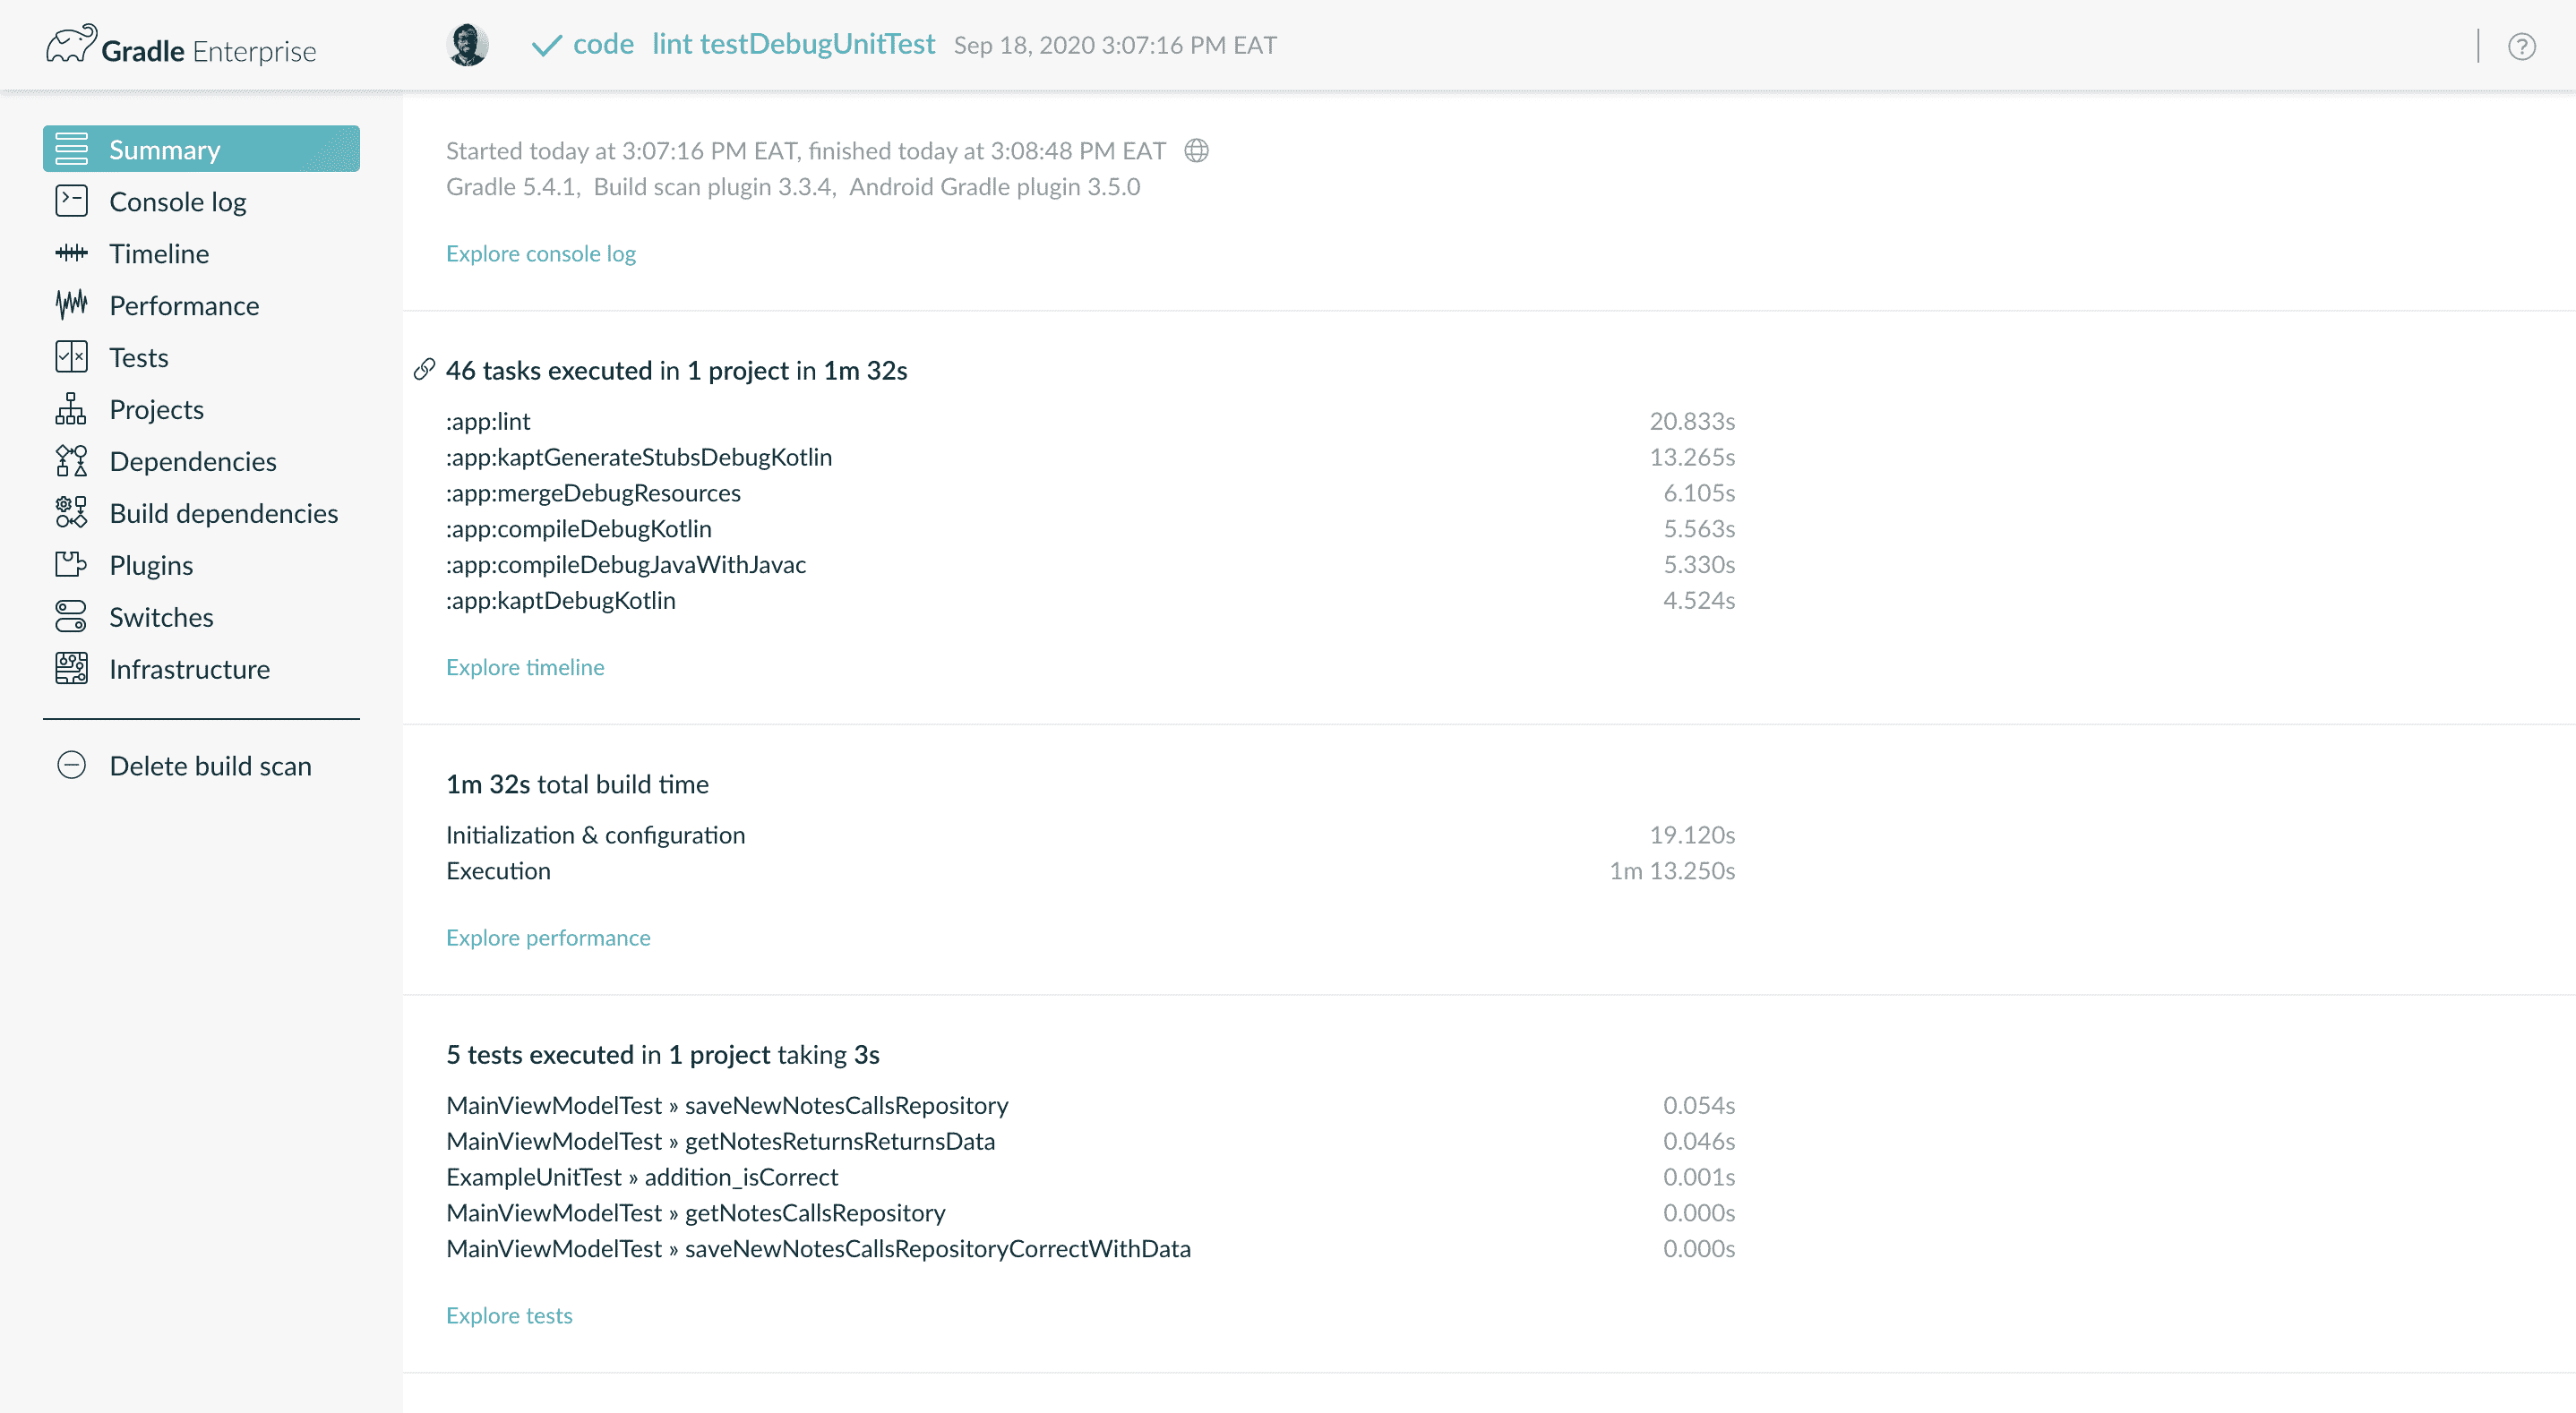 Gradle Enterprise
code lint testDebugUnitTest Sep 18, 2020 3:07:16 PM EAT
Summary
Console log
Timeline
Performance
Tests
Projects
Dependencies
Build dependencies
Plugins
Switches
Infrastructure
Delete build scan
Started today at 3:07:16 PM EAT, finished today at 3:08:48 PM EAT
Gradle 5.4.1, Build scan plugin 3.3.4, Android Gradle plugin 3.5.0
Explore console log
46 tasks executed in 1 project in 1m 32s
:app:lint 20.833s
:app:kaptGenerateStubsDebugKotlin 13.265s
:app:mergeDebugResources 6.105s
:app:compileDebugKotlin 5.563s
:app:compileDebugJavaWithJavac 5.330s
:app:kaptDebugKotlin 4.524s
Explore timeline
1m 32s total build time
Initialization & configuration 19.120s
Execution 1m 13.250s
Explore performance
5 tests executed in 1 project taking 3s
MainViewModelTest » saveNewNotesCallsRepository 0.054s
MainViewModelTest » getNotesReturnsReturnsData 0.046s
ExampleUnitTest » addition_isCorrect 0.001s
MainViewModelTest » getNotesCallsRepository 0.000s
MainViewModelTest » saveNewNotesCallsRepositoryCorrectWithData 0.000s
Explore tests